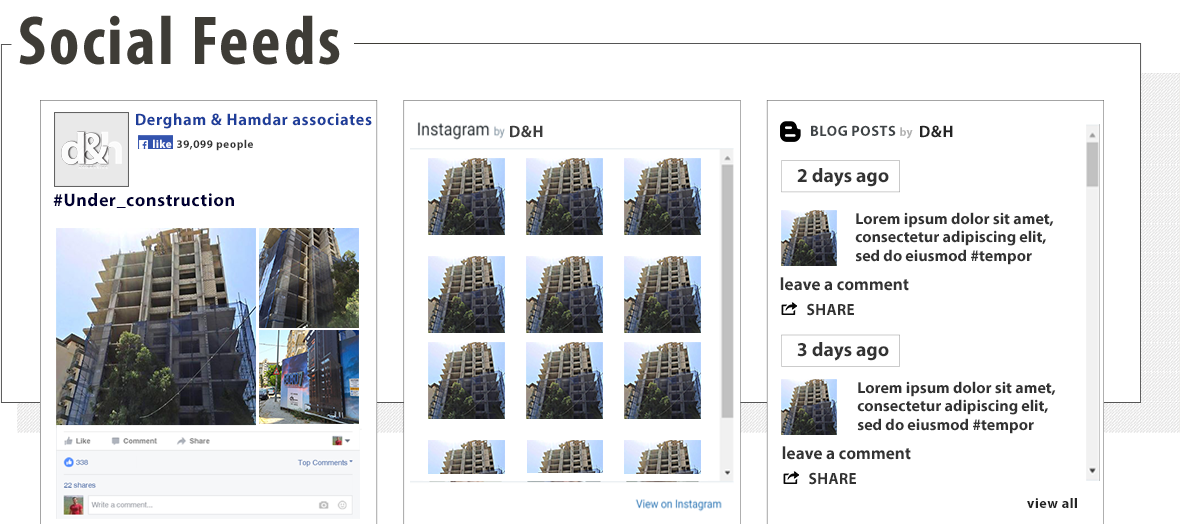 Social Feeds
d&h
Dergham & Hamdar associates
like 39,099 people
#Under_construction
Like Comment Share
338 Top Comments
22 shares
Write a comment...
Instagram by D&H
View on Instagram
BLOG POSTS by D&H
2 days ago
Lorem ipsum dolor sit amet,
consectetur adipiscing elit,
sed do eiusmod #tempor
leave a comment
SHARE
3 days ago
Lorem ipsum dolor sit amet,
consectetur adipiscing elit,
sed do eiusmod #tempor
leave a comment
SHARE
view all